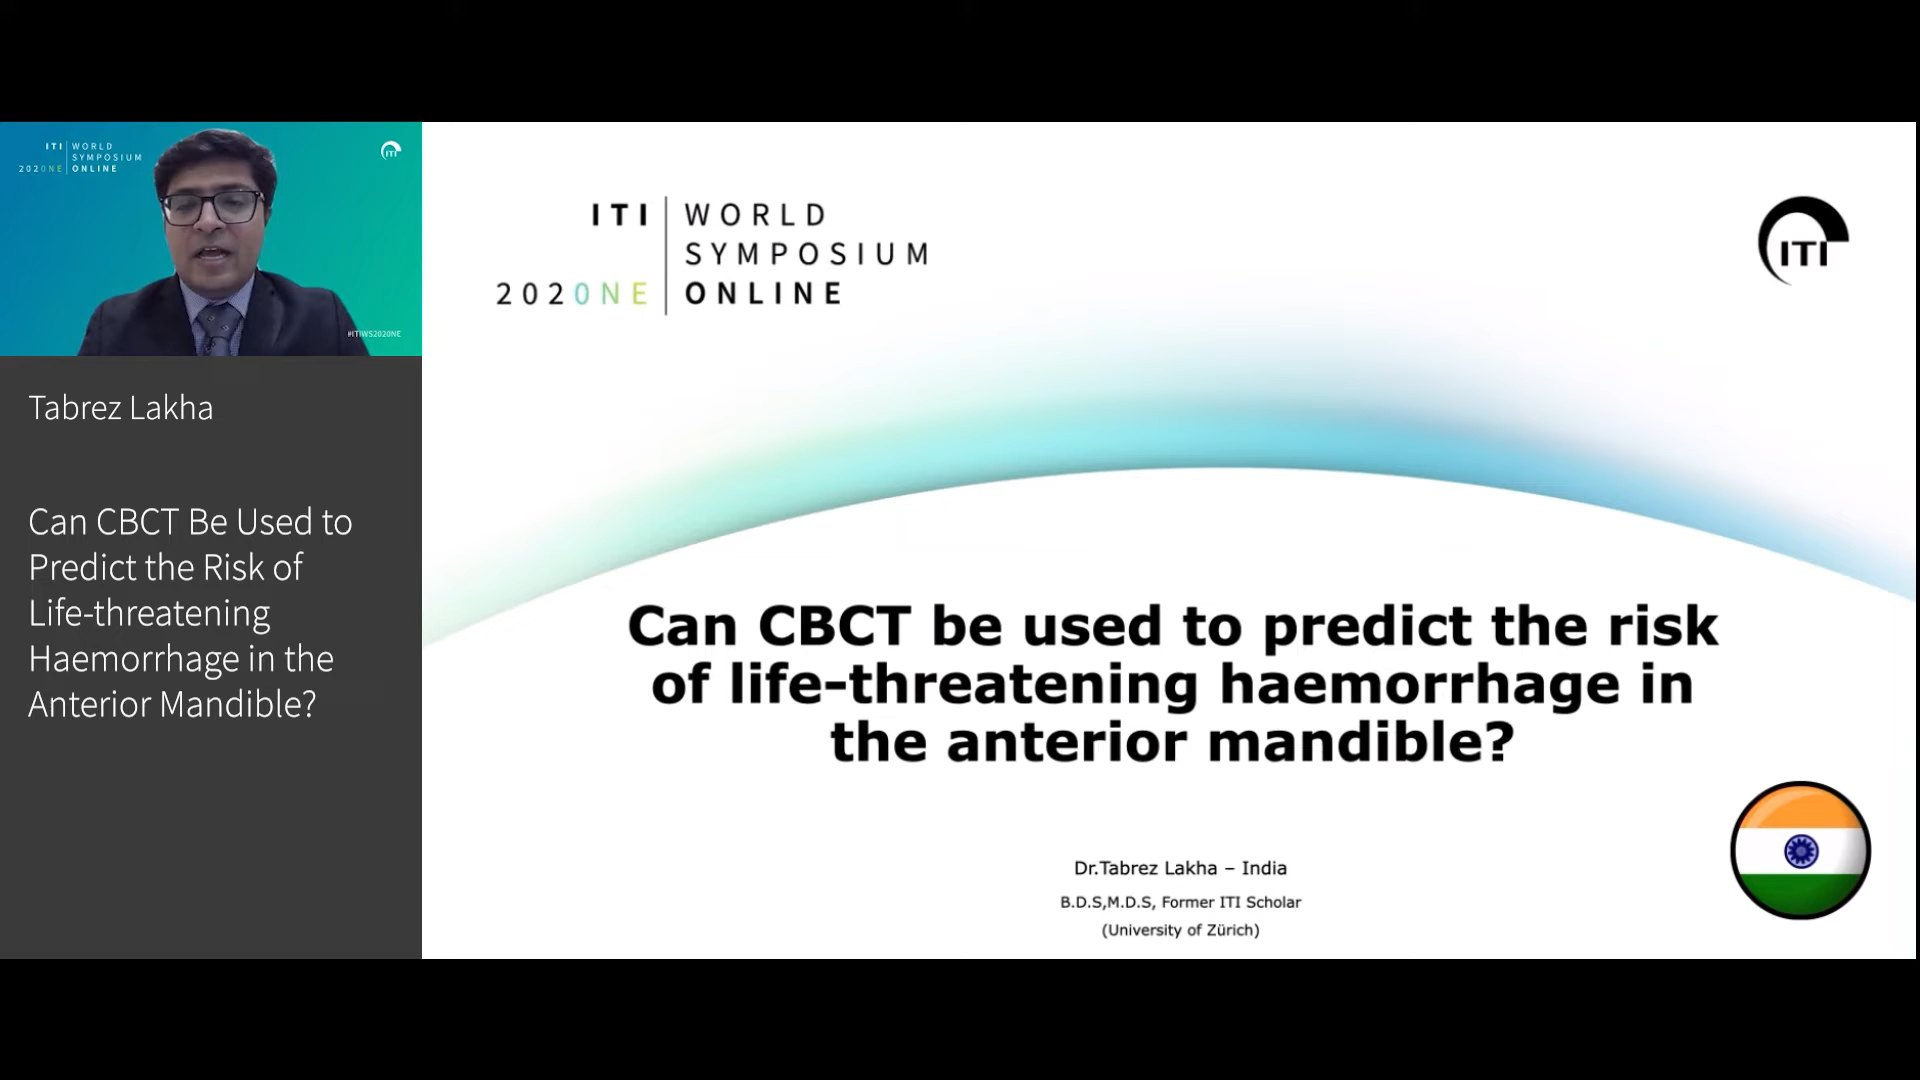 ITI WORLD
SYMPOSIUM
2020NE ONLINE
ITI
#ITIWS2020NE
Tabrez Lakha
Can CBCT Be Used to
Predict the Risk of
Life-threatening
Haemorrhage in the
Anterior Mandible?
ITI WORLD
SYMPOSIUM
2020NE ONLINE
ITI
Can CBCT be used to predict the risk
of life-threatening haemorrhage in
the anterior mandible?
Dr.Tabrez Lakha – India
B.D.S,M.D.S, Former ITI Scholar
(University of Zürich)